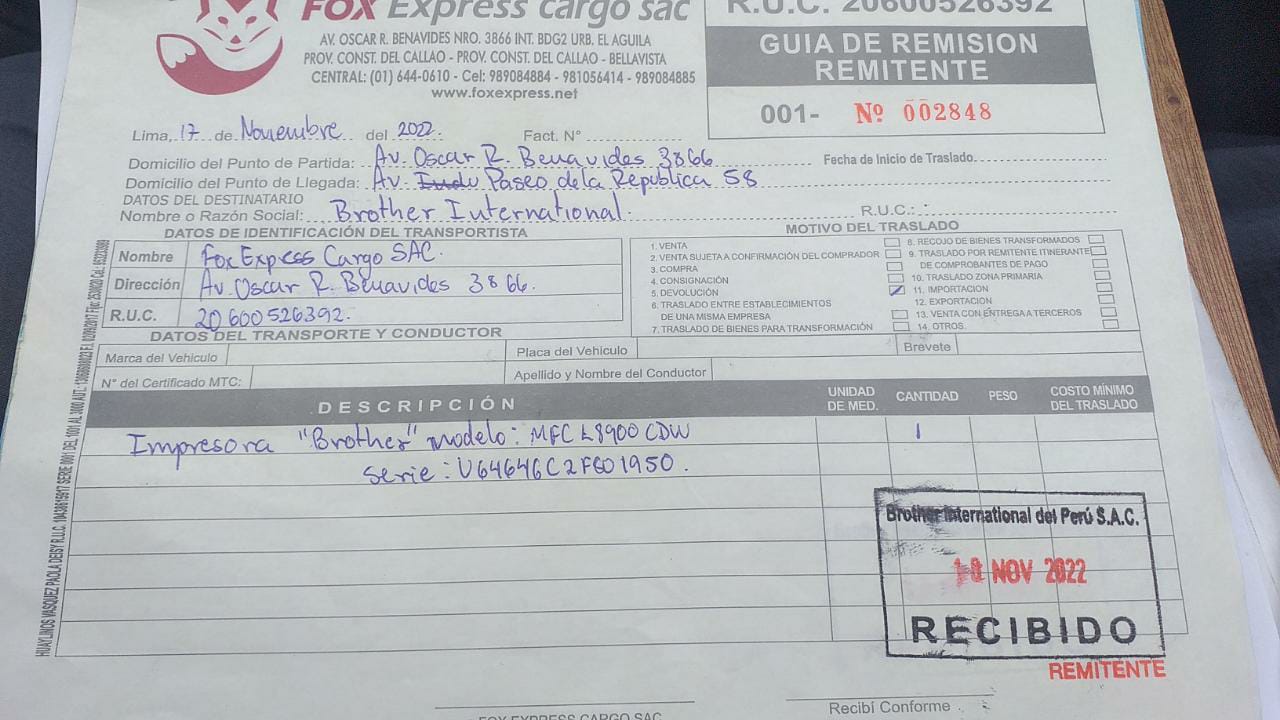 FOX Express cargo sac
AV. OSCAR R. BENAVIDES NRO. 3866 INT. BDG2 URB. EL AGUILA
PROV. CONST. DEL CALLAO - PROV. CONST. DEL CALLAO - BELLAVISTA
CENTRAL: (01) 644-0610 - Cel: 989084884 - 981056414 - 989084885
www.foxexpress.net
R.U.C. 20600526392
GUIA DE REMISION
REMITENTE
001- Nº 002848
Lima, 17 de Noviembre del 2022. Fact. N°
Domicilio del Punto de Partida: Av. Oscar R. Benavides 3866 Fecha de Inicio de Traslado
Domicilio del Punto de Llegada: Av. Paseo de la Republica 58
DATOS DEL DESTINATARIO
Nombre o Razón Social: Brother International. R.U.C.:
DATOS DE IDENTIFICACIÓN DEL TRANSPORTISTA
Nombre Fox Express Cargo SAC.
Dirección Av. Oscar R. Benavides 3866.
R.U.C. 20600526392.
MOTIVO DEL TRASLADO
1. VENTA
2. VENTA SUJETA A CONFIRMACIÓN DEL COMPRADOR
3. COMPRA
4. CONSIGNACIÓN
5. DEVOLUCIÓN
6. TRASLADO ENTRE ESTABLECIMIENTOS
DE UNA MISMA EMPRESA
7. TRASLADO DE BIENES PARA TRANSFORMACIÓN
8. RECOJO DE BIENES TRANSFORMADOS
9. TRASLADO POR REMITENTE ITINERANTE
DE COMPROBANTES DE PAGO
10. TRASLADO ZONA PRIMARIA
11. IMPORTACION
12. EXPORTACION
13. VENTA CON ENTREGA A TERCEROS
14. OTROS.
DATOS DE TRANSPORTE Y CONDUCTOR
Marca del Vehiculo Placa del Vehiculo Brevete
N° del Certificado MTC: Apellido y Nombre del Conductor
DESCRIPCIÓN UNIDAD DE MED. CANTIDAD PESO COSTO MÍNIMO DEL TRASLADO
Impresora "Brother" modelo: MFC L8900 CDW 1
Serie: U64646C2F601950.
Brother International del Perú S.A.C.
NOV 2022
RECIBIDO
REMITENTE
FOX EXPRESS CARGO SAC
Recibí Conforme
HUAYLINOS VASQUEZ PAOLA DEISY R.U.C.